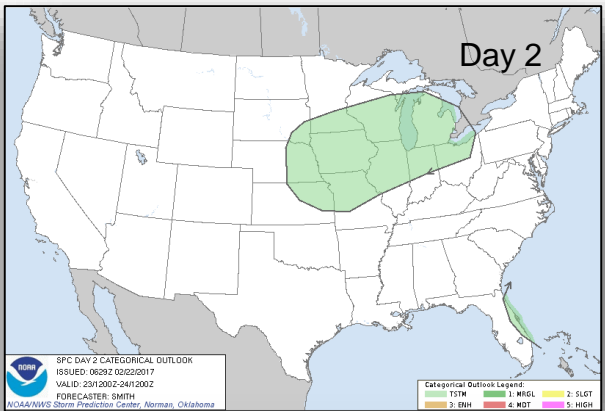 Day 2
NOAA
SPC DAY 2 CATEGORICAL OUTLOOK
ISSUED: 0629Z 02/22/2017
VALID: 23/1200Z-24/1200Z
FORECASTER: SMITH
NOAA/NWS Storm Prediction Center, Norman, Oklahoma
Categorical Outlook Legend:
TSTM 1: MRGL 2: SLGT
3: ENH 4: MDT 5: HIGH